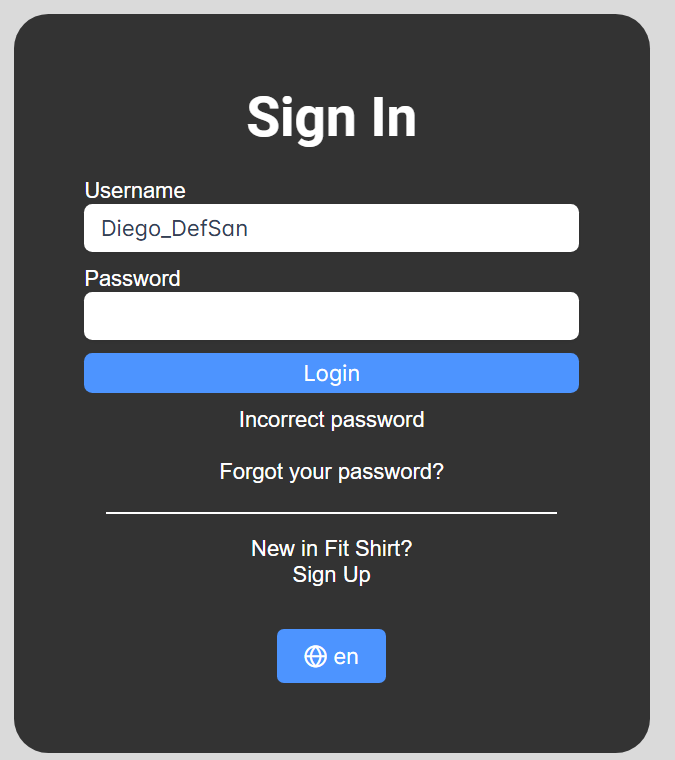 Sign In
Username
Diego_DefSan
Password
Login
Incorrect password
Forgot your password?
New in Fit Shirt?
Sign Up
en